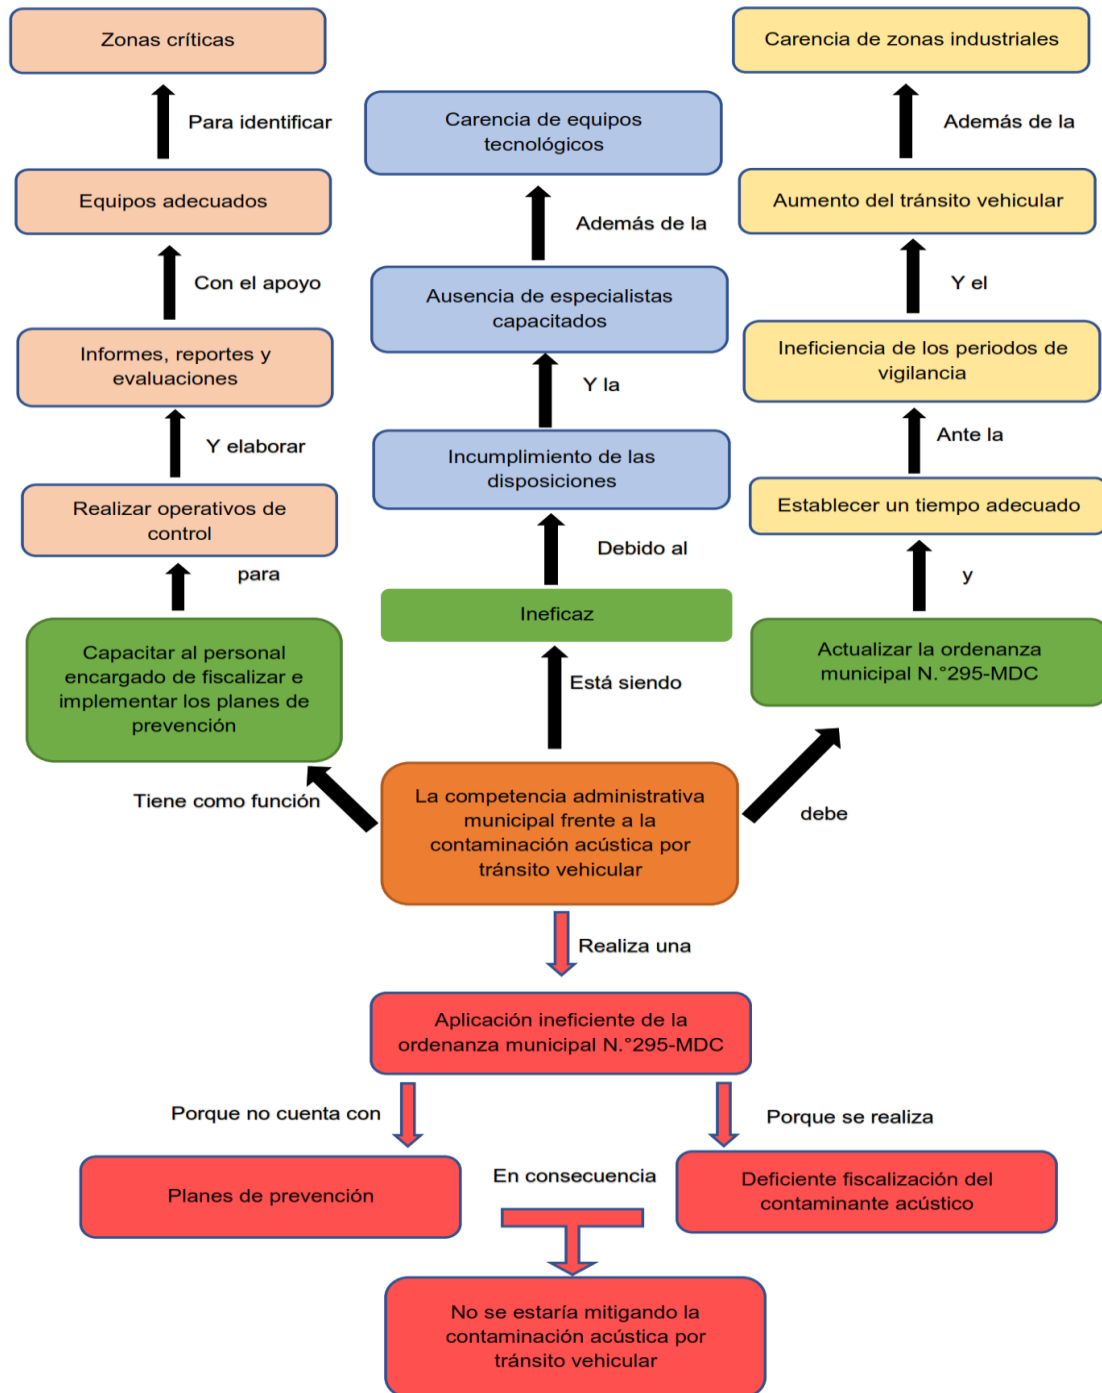 Zonas críticas
Para identificar
Equipos adecuados
Con el apoyo
Informes, reportes y
evaluaciones
Y elaborar
Realizar operativos de
control
para
Capacitar al personal
encargado de fiscalizar e
implementar los planes de
prevención
Tiene como función
Carencia de equipos
tecnológicos
Además de la
Ausencia de especialistas
capacitados
Y la
Incumplimiento de las
disposiciones
Debido al
Ineficaz
Está siendo
Carencia de zonas industriales
Además de la
Aumento del tránsito vehicular
Y el
Ineficiencia de los periodos de
vigilancia
Ante la
Establecer un tiempo adecuado
y
Actualizar la ordenanza
municipal N.°295-MDC
debe
La competencia administrativa
municipal frente a la
contaminación acústica por
tránsito vehicular
Realiza una
Aplicación ineficiente de la
ordenanza municipal N.°295-MDC
Porque no cuenta con
Porque se realiza
Planes de prevención
En consecuencia
Deficiente fiscalización del
contaminante acústico
No se estaría mitigando la
contaminación acústica por
tránsito vehicular